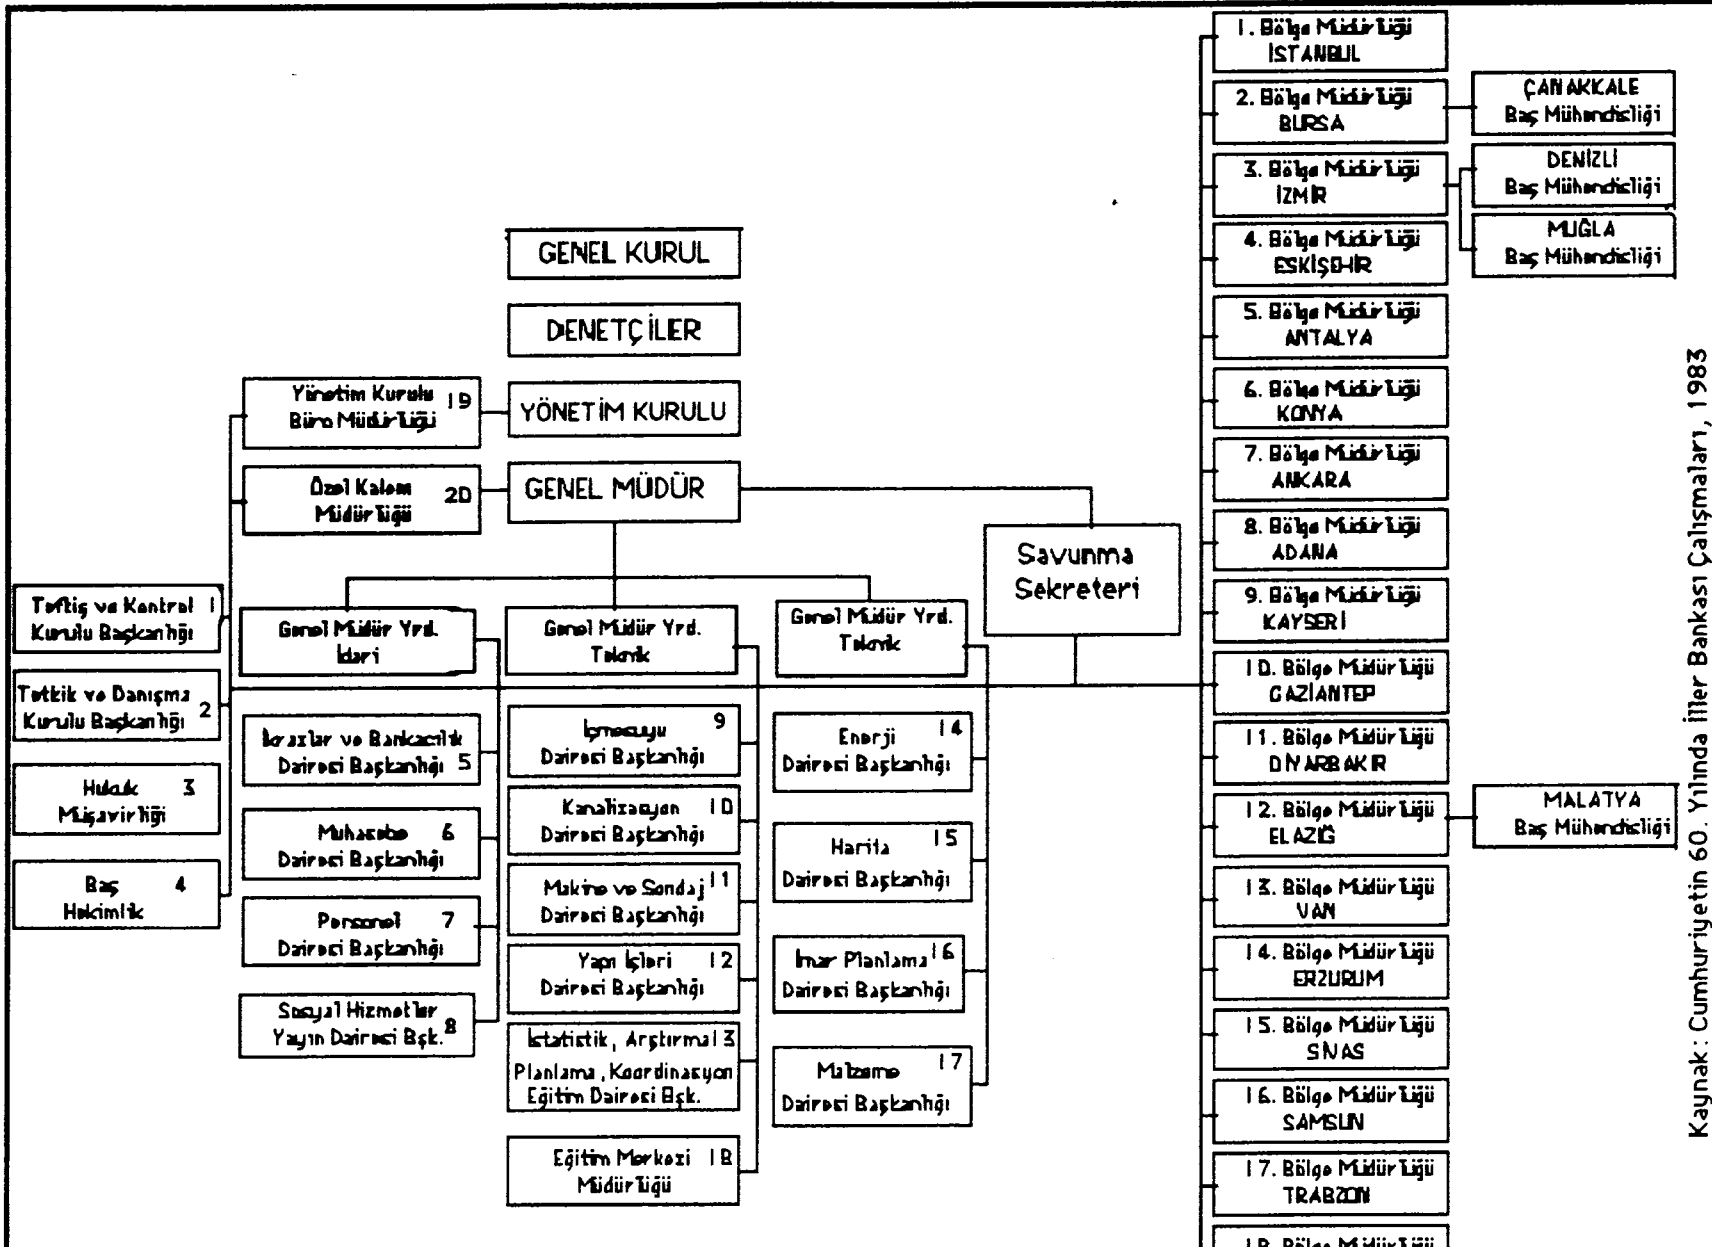 GENEL KURUL
DENETÇİLER
Yönetim Kurulu 19
Büro Müdürlüğü
YÖNETİM KURULU
Özel Kalem 20
Müdürlüğü
GENEL MÜDÜR
Savunma
Sekreteri
Teftiş ve Kontrol 1
Kurulu Başkanlığı
Tetkik ve Danışma
Kurulu Başkanlığı 2
Hukuk 3
Müşavirliği
Baş 4
Hekimlik
Genel Müdür Yrd.
İdari
İkrazlar ve Bankacılık
Dairesi Başkanlığı 5
Muhasebe 6
Dairesi Başkanlığı
Personel 7
Dairesi Başkanlığı
Sosyal Hizmetler
Yayın Dairesi Bşk. 8
Genel Müdür Yrd.
Teknik
İçmesuyu 9
Dairesi Başkanlığı
Kanalizasyon 10
Dairesi Başkanlığı
Makine ve Sondaj 11
Dairesi Başkanlığı
Yapı İşleri 12
Dairesi Başkanlığı
İstatistik, Arştırma 13
Planlama, Koordinasyon
Eğitim Dairesi Bşk.
Eğitim Merkezi 18
Müdürlüğü
Genel Müdür Yrd.
Teknik
Enerji 14
Dairesi Başkanlığı
Harita 15
Dairesi Başkanlığı
İmar Planlama 16
Dairesi Başkanlığı
Malzeme 17
Dairesi Başkanlığı
1. Bölge Müdürlüğü
İSTANBUL
2. Bölge Müdürlüğü
BURSA
ÇANAKKALE
Baş Mühendisliği
3. Bölge Müdürlüğü
İZMİR
DENİZLİ
Baş Mühendisliği
MUĞLA
Baş Mühendisliği
4. Bölge Müdürlüğü
ESKİŞEHİR
5. Bölge Müdürlüğü
ANTALYA
6. Bölge Müdürlüğü
KONYA
7. Bölge Müdürlüğü
ANKARA
8. Bölge Müdürlüğü
ADANA
9. Bölge Müdürlüğü
KAYSERİ
10. Bölge Müdürlüğü
GAZİANTEP
11. Bölge Müdürlüğü
DİYARBAKIR
12. Bölge Müdürlüğü
ELAZIĞ
MALATYA
Baş Mühendisliği
13. Bölge Müdürlüğü
VAN
14. Bölge Müdürlüğü
ERZURUM
15. Bölge Müdürlüğü
SİVAS
16. Bölge Müdürlüğü
SAMSUN
17. Bölge Müdürlüğü
TRABZON
18. Bölge Müdürlüğü
Kaynak: Cumhuriyetin 60. Yılında İller Bankası Çalışmaları, 1983